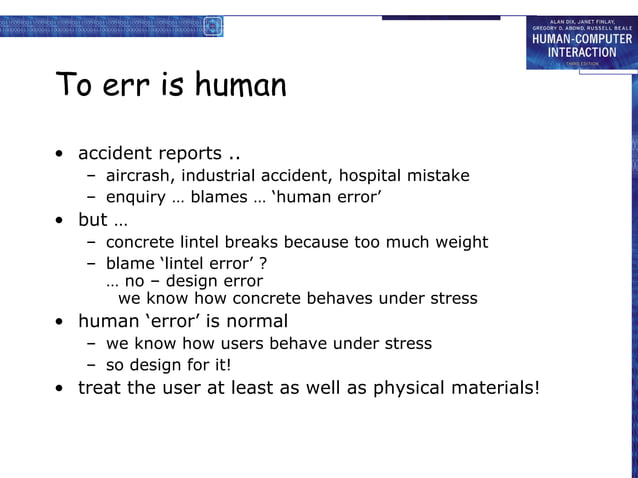 ALAN DIX, JANET FINLAY,
GREGORY D. ABOWD, RUSSELL BEALE
HUMAN-COMPUTER
INTERACTION
THIRD EDITION
To err is human
• accident reports ..
– aircrash, industrial accident, hospital mistake
– enquiry … blames … ‘human error’
• but …
– concrete lintel breaks because too much weight
– blame ‘lintel error’ ?
… no – design error
we know how concrete behaves under stress
• human ‘error’ is normal
– we know how users behave under stress
– so design for it!
• treat the user at least as well as physical materials!